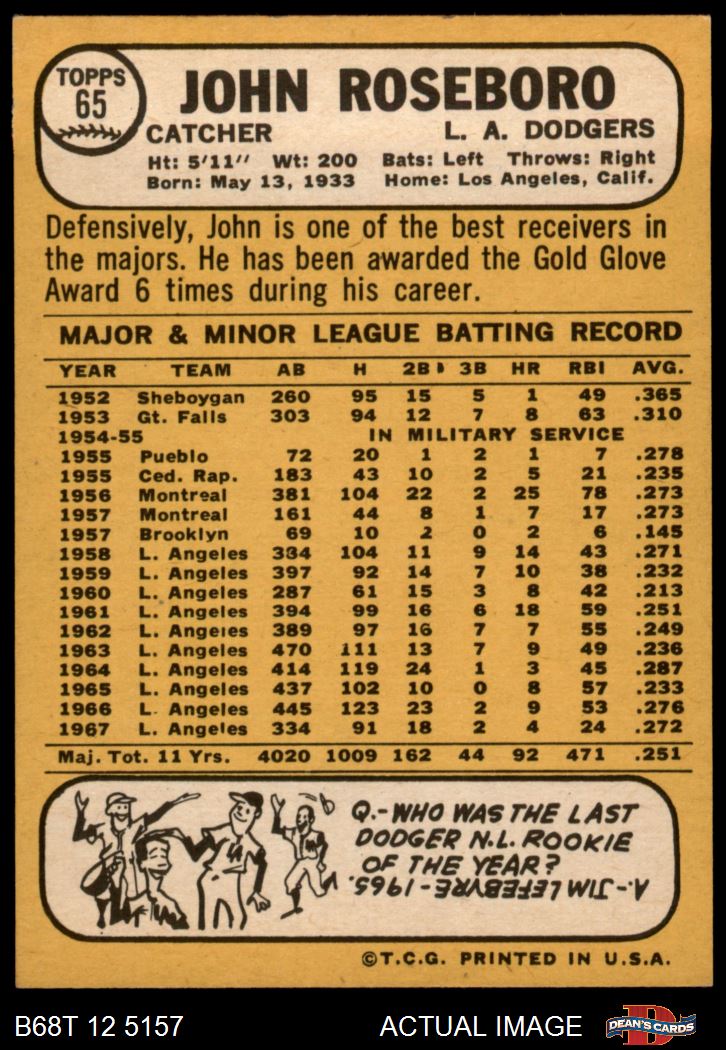 TOPPS
65
JOHN ROSEBORO
CATCHER L. A. DODGERS
Ht: 5'11'' Wt: 200 Bats: Left Throws: Right
Born: May 13, 1933 Home: Los Angeles, Calif.
Defensively, John is one of the best receivers in
the majors. He has been awarded the Gold Glove
Award 6 times during his career.
MAJOR & MINOR LEAGUE BATTING RECORD
YEAR TEAM AB H 2B 3B HR RBI AVG.
1952 Sheboygan 260 95 15 5 1 49 .365
1953 Gt. Falls 303 94 12 7 8 63 .310
1954-55 IN MILITARY SERVICE
1955 Pueblo 72 20 1 2 1 7 .278
1955 Ced. Rap. 183 43 10 2 5 21 .235
1956 Montreal 381 104 22 2 25 78 .273
1957 Montreal 161 44 8 1 7 17 .273
1957 Brooklyn 69 10 2 0 2 6 .145
1958 L. Angeles 384 104 11 9 14 43 .271
1959 L. Angeles 397 92 14 7 10 38 .232
1960 L. Angeles 287 61 15 3 8 42 .213
1961 L. Angeles 394 99 16 6 18 59 .251
1962 L. Angeles 389 97 16 7 7 55 .249
1963 L. Angeles 470 111 13 7 9 49 .236
1964 L. Angeles 414 119 24 1 3 45 .287
1965 L. Angeles 437 102 10 0 8 57 .233
1966 L. Angeles 445 123 23 2 9 53 .276
1967 L. Angeles 334 91 18 2 4 24 .272
Maj. Tot. 11 Yrs. 4020 1009 162 44 92 471 .251
Q.-WHO WAS THE LAST
DODGER N.L. ROOKIE
OF THE YEAR?
A.-JIM LEFEBVRE-1965.
©T.C.G. PRINTED IN U.S.A.
B68T 12 5157 ACTUAL IMAGE DEAN'S CARDS